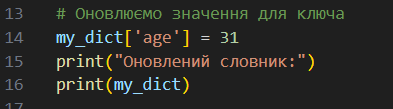 13 # Оновлюємо значення для ключа
14 my_dict['age'] = 31
15 print("Оновлений словник:")
16 print(my_dict)